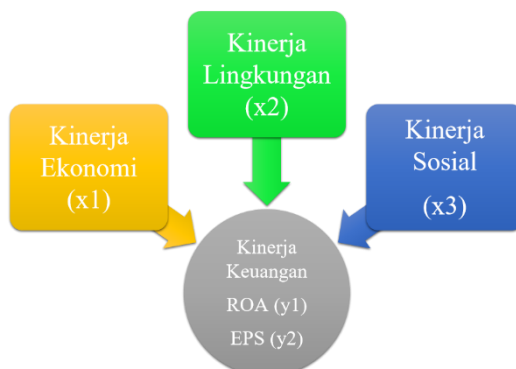 Kinerja
Lingkungan
(x2)
Kinerja
Ekonomi
(x1)
Kinerja
Sosial
(x3)
Kinerja
Keuangan
ROA (y1)
EPS (y2)